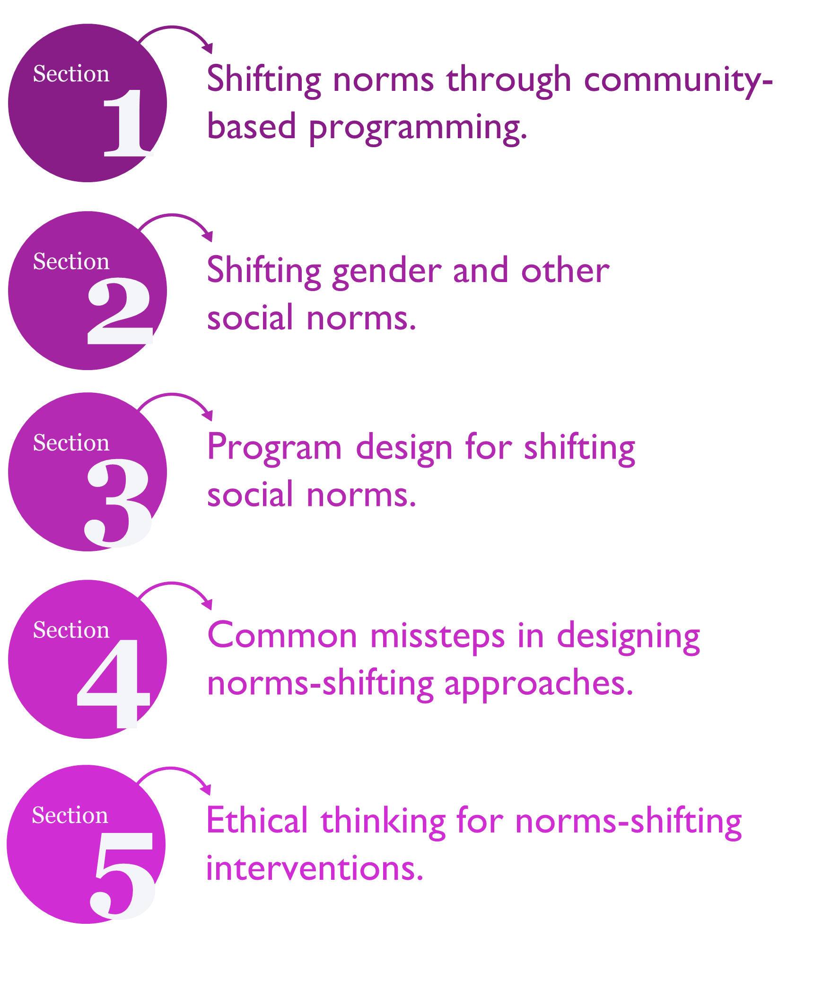 Section
1
Shifting norms through community-
based programming.
Section
2
Shifting gender and other
social norms.
Section
3
Program design for shifting
social norms.
Section
4
Common missteps in designing
norms-shifting approaches.
Section
5
Ethical thinking for norms-shifting
interventions.